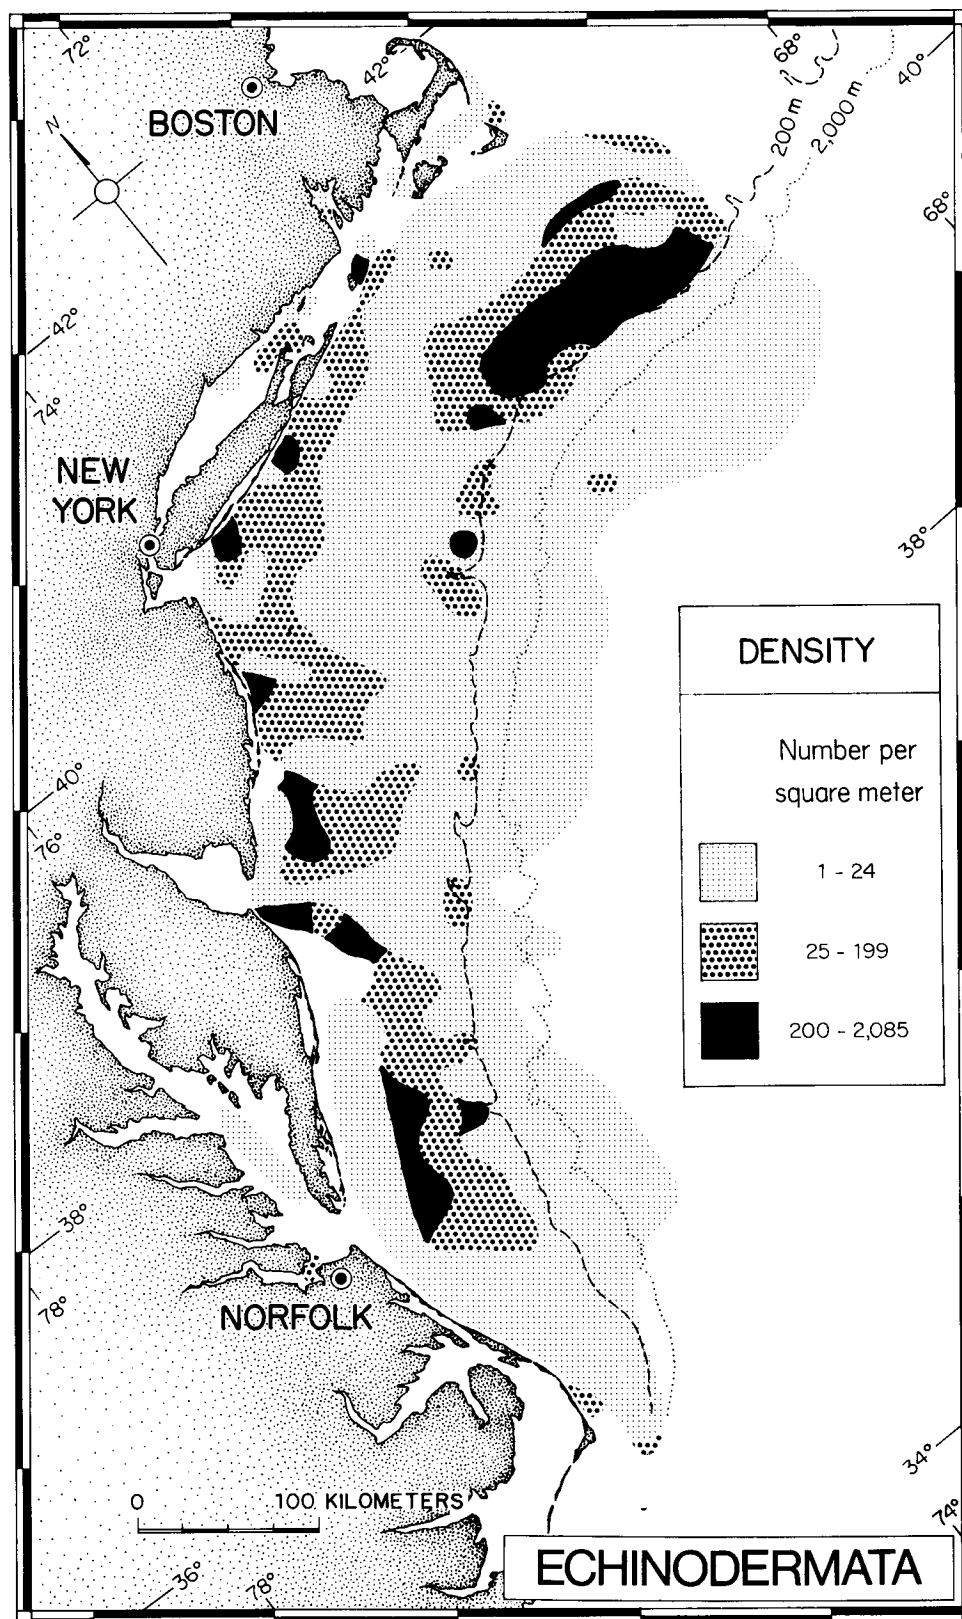 72°
42°
68°
40°
BOSTON
N
200 m
2,000 m
68°
42°
74°
NEW
YORK
38°
DENSITY
Number per
square meter
1 - 24
25 - 199
200 - 2,085
40°
76°
38°
78°
NORFOLK
34°
74°
0 100 KILOMETERS
36°
78°
ECHINODERMATA